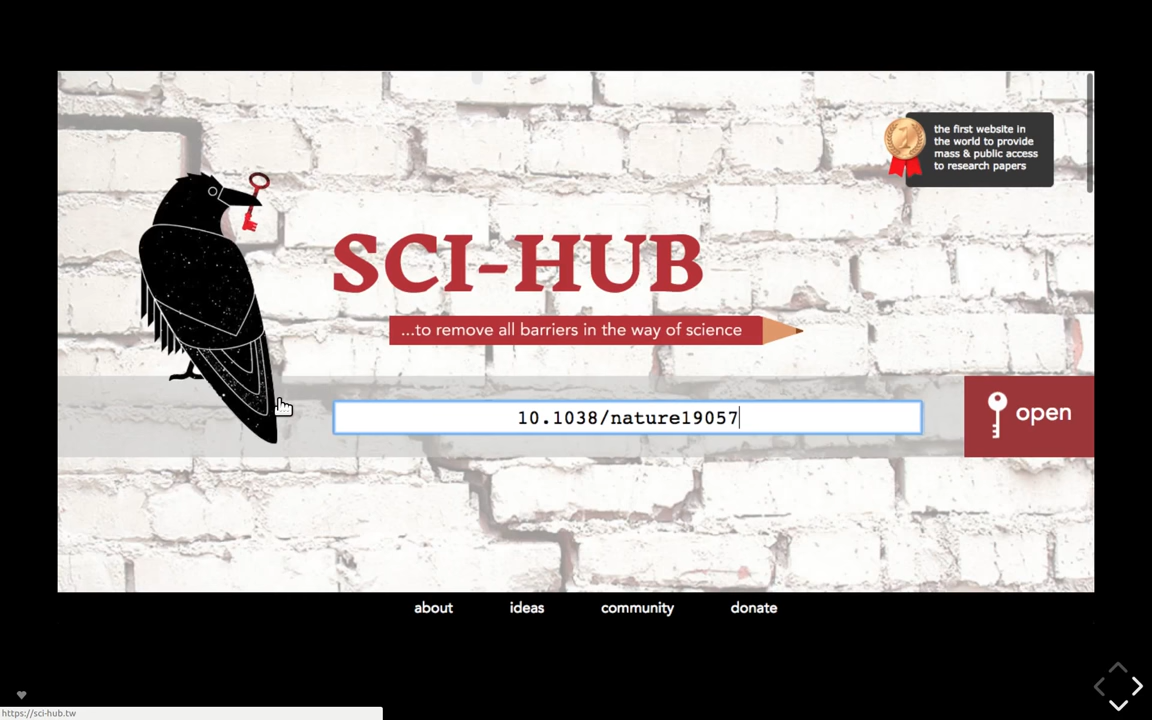 the first website in
the world to provide
mass & public access
to research papers
SCI-HUB
...to remove all barriers in the way of science
10.1038/nature19057
open
about ideas community donate
https://sci-hub.tw